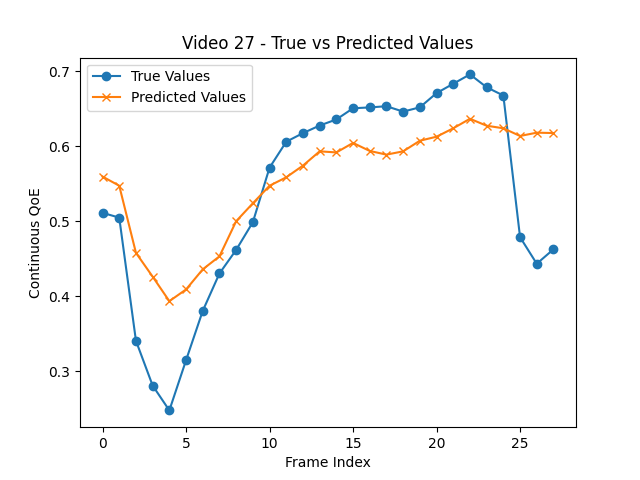 Video 27 - True vs Predicted Values
True Values
Predicted Values
0.7
0.6
0.5
0.4
0.3
Continuous QoE
0 5 10 15 20 25
Frame Index